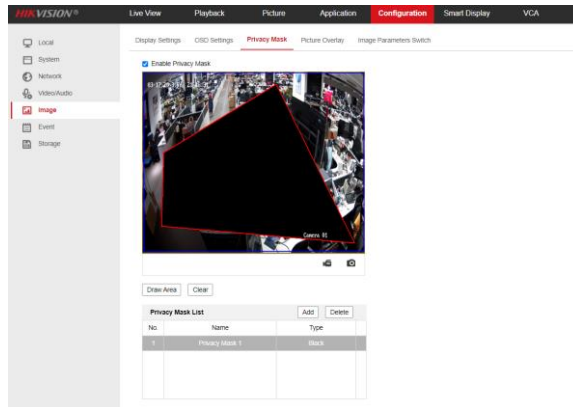 HIKVISION®
Live View Playback Picture Application Configuration Smart Display VCA
Local
System
Network
Video/Audio
Image
Event
Storage
Display Settings OSD Settings Privacy Mask Picture Overlay Image Parameters Switch
Enable Privacy Mask
Camera 01
Draw Area Clear
Privacy Mask List Add Delete
No. Name Type
1 Privacy Mask 1 Black